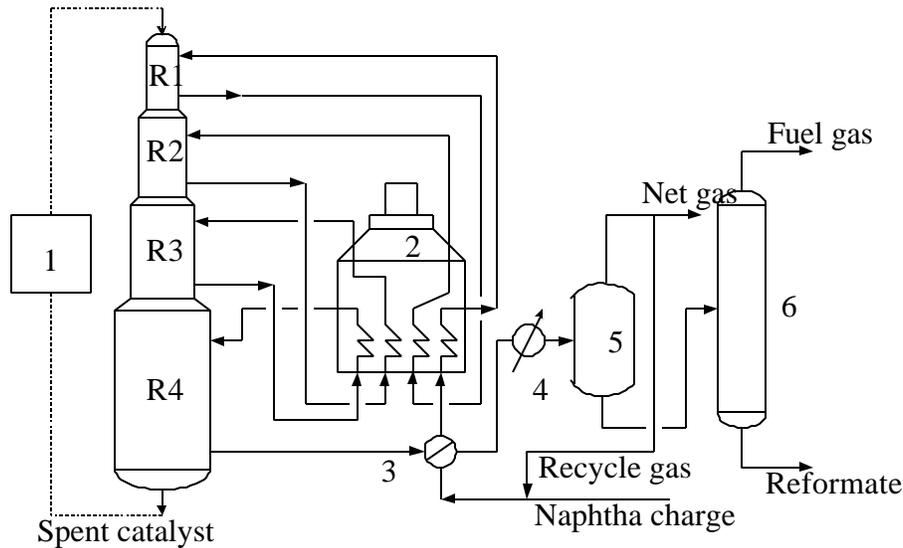 R1
R2
R3
R4
1
2
3
4
5
6
Fuel gas
Net gas
Recycle gas
Naphtha charge
Reformate
Spent catalyst